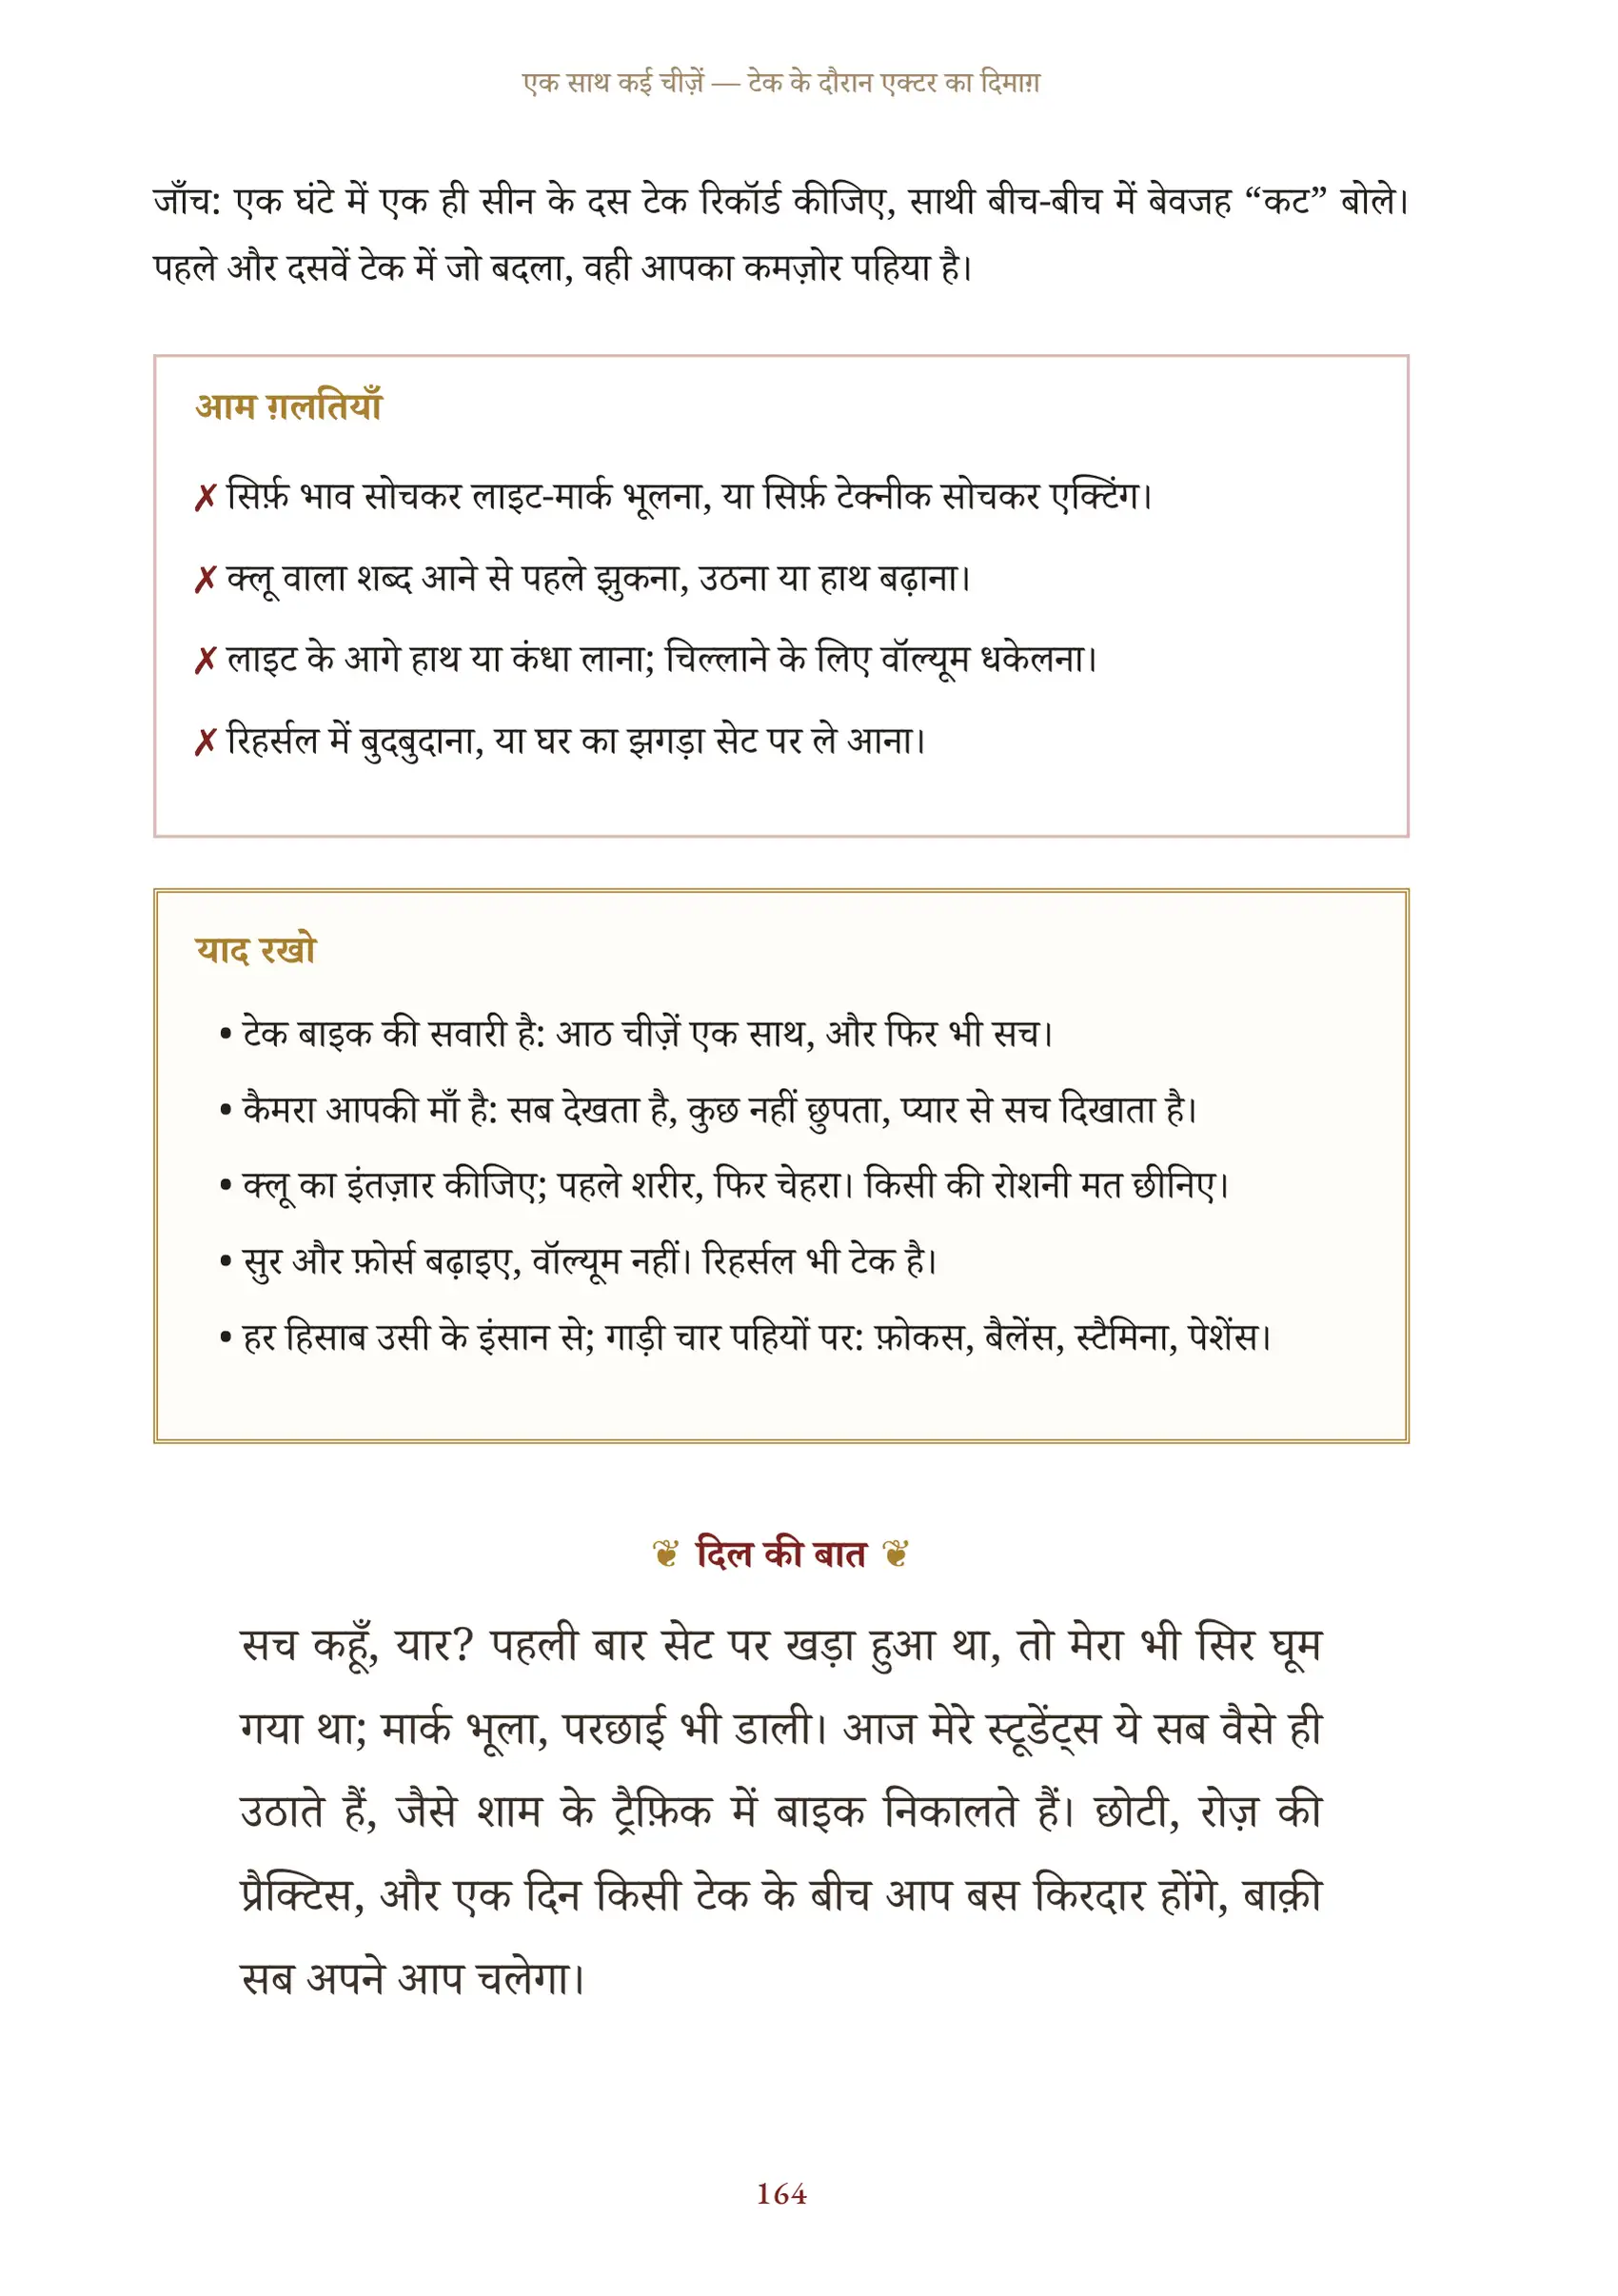 एक साथ कई चीज़ें — टेक के दौरान एक्टर का दिमाग़
जाँच: एक घंटे में एक ही सीन के दस टेक रिकॉर्ड कीजिए, साथी बीच-बीच में बेवजह “कट” बोले।
पहले और दसवें टेक में जो बदला, वही आपका कमज़ोर पहिया है।
आम ग़लतियाँ
✗ सिर्फ़ भाव सोचकर लाइट-मार्क भूलना, या सिर्फ़ टेक्नीक सोचकर एक्टिंग।
✗ क्लू वाला शब्द आने से पहले झुकना, उठना या हाथ बढ़ाना।
✗ लाइट के आगे हाथ या कंधा लाना; चिल्लाने के लिए वॉल्यूम धकेलना।
✗ रिहर्सल में बुदबुदाना, या घर का झगड़ा सेट पर ले आना।
याद रखो
• टेक बाइक की सवारी है: आठ चीज़ें एक साथ, और फिर भी सच।
• कैमरा आपकी माँ है: सब देखता है, कुछ नहीं छुपता, प्यार से सच दिखाता है।
• क्लू का इंतज़ार कीजिए; पहले शरीर, फिर चेहरा। किसी की रोशनी मत छीनिए।
• सुर और फ़ोर्स बढ़ाइए, वॉल्यूम नहीं। रिहर्सल भी टेक है।
• हर हिसाब उसी के इंसान से; गाड़ी चार पहियों पर: फ़ोकस, बैलेंस, स्टैमिना, पेशेंस।
❦ दिल की बात ❦
सच कहूँ, यार? पहली बार सेट पर खड़ा हुआ था, तो मेरा भी सिर घूम
गया था; मार्क भूला, परछाई भी डाली। आज मेरे स्टूडेंट्स ये सब वैसे ही
उठाते हैं, जैसे शाम के ट्रैफ़िक में बाइक निकालते हैं। छोटी, रोज़ की
प्रैक्टिस, और एक दिन किसी टेक के बीच आप बस किरदार होंगे, बाक़ी
सब अपने आप चलेगा।
164